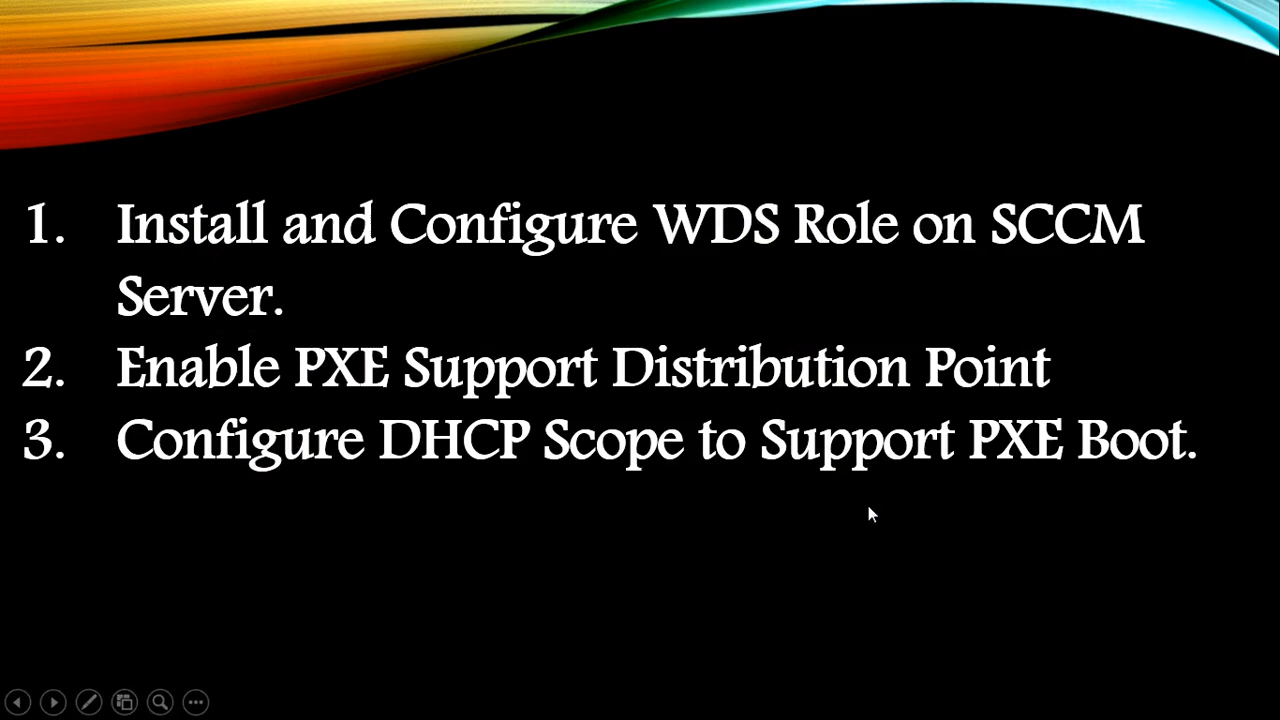 1. Install and Configure WDS Role on SCCM
Server.
2. Enable PXE Support Distribution Point
3. Configure DHCP Scope to Support PXE Boot.